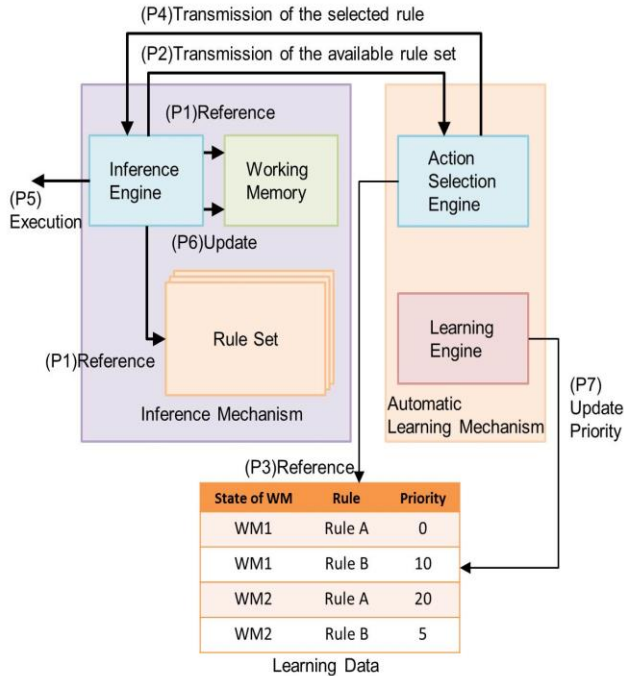 (P4)Transmission of the selected rule
(P2)Transmission of the available rule set
(P1)Reference
Inference
Engine
Working
Memory
Action
Selection
Engine
(P5)
Execution
(P6)Update
Rule Set
(P1)Reference
Inference Mechanism
Learning
Engine
Automatic
Learning Mechanism
(P7)
Update
Priority
(P3)Reference
State of WM Rule Priority
WM1 Rule A 0
WM1 Rule B 10
WM2 Rule A 20
WM2 Rule B 5
Learning Data